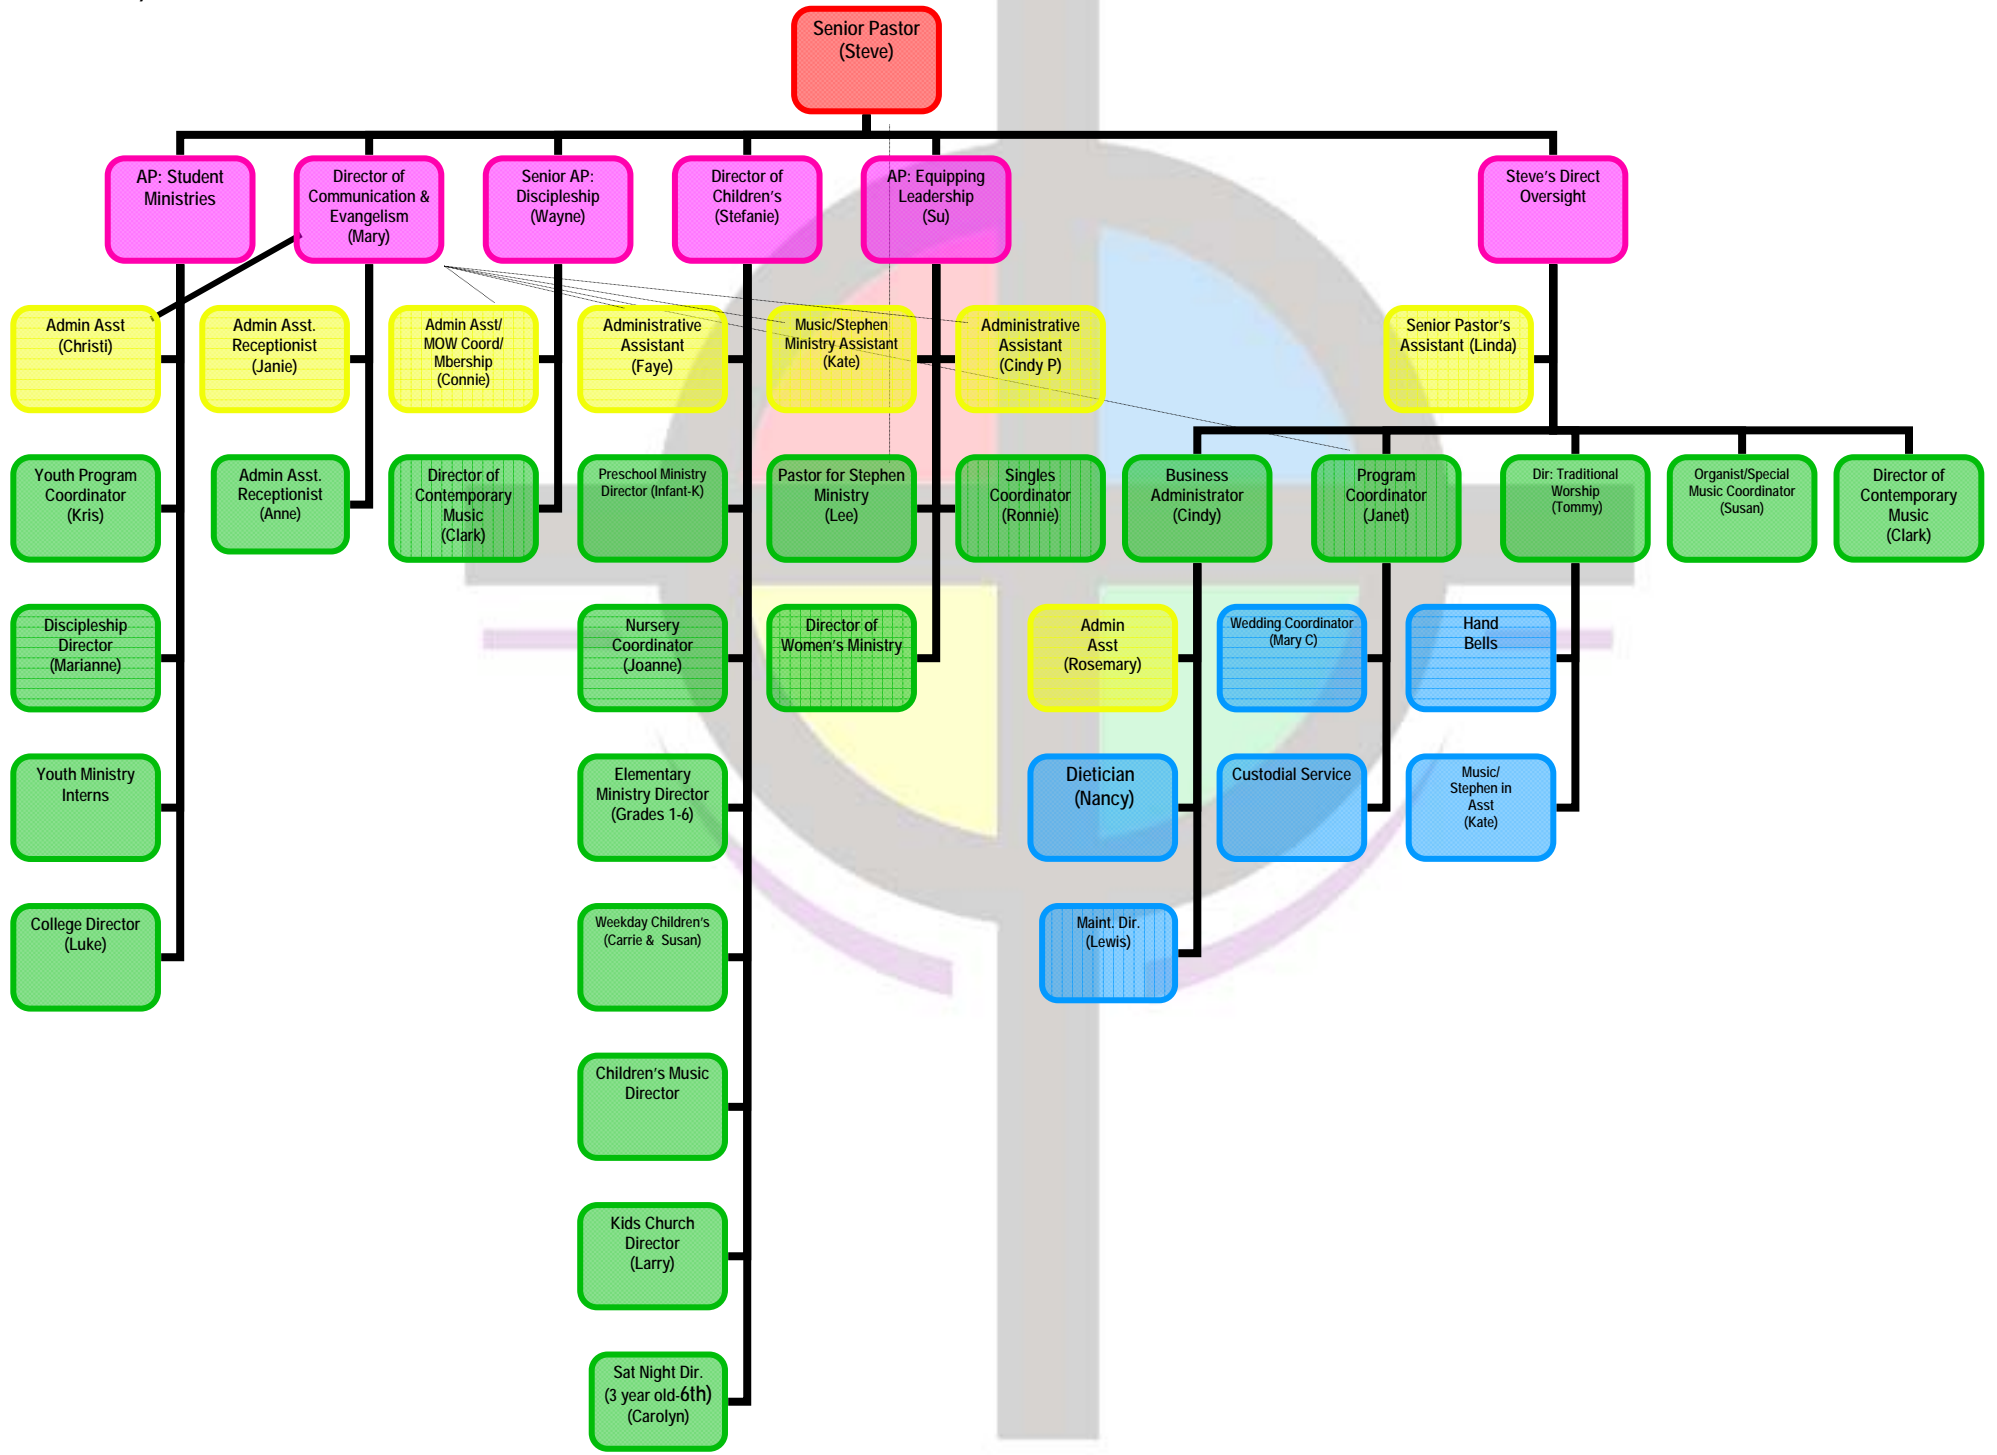 Senior Pastor
(Steve)
AP: Student
Ministries
Director of
Communication &
Evangelism
(Mary)
Senior AP:
Discipleship
(Wayne)
Director of
Children's
(Stefanie)
AP: Equipping
Leadership
(Su)
Steve's Direct
Oversight
Admin Asst
(Christi)
Admin Asst.
Receptionist
(Janie)
Admin Asst/
MOW Coord/
Mbership
(Connie)
Administrative
Assistant
(Faye)
Music/Stephen
Ministry Assistant
(Kate)
Administrative
Assistant
(Cindy P)
Senior Pastor's
Assistant (Linda)
Youth Program
Coordinator
(Kris)
Admin Asst.
Receptionist
(Anne)
Director of
Contemporary
Music
(Clark)
Preschool Ministry
Director (Infant-K)
Pastor for Stephen
Ministry
(Lee)
Singles
Coordinator
(Ronnie)
Business
Administrator
(Cindy)
Program
Coordinator
(Janet)
Dir: Traditional
Worship
(Tommy)
Organist/Special
Music Coordinator
(Susan)
Director of
Contemporary
Music
(Clark)
Discipleship
Director
(Marianne)
Nursery
Coordinator
(Joanne)
Director of
Women's Ministry
Admin
Asst
(Rosemary)
Wedding Coordinator
(Mary C)
Hand
Bells
Youth Ministry
Interns
Elementary
Ministry Director
(Grades 1-6)
Dietician
(Nancy)
Custodial Service
Music/
Stephen in
Asst
(Kate)
College Director
(Luke)
Weekday Children's
(Carrie & Susan)
Maint. Dir.
(Lewis)
Children's Music
Director
Kids Church
Director
(Larry)
Sat Night Dir.
(3 year old-6th)
(Carolyn)